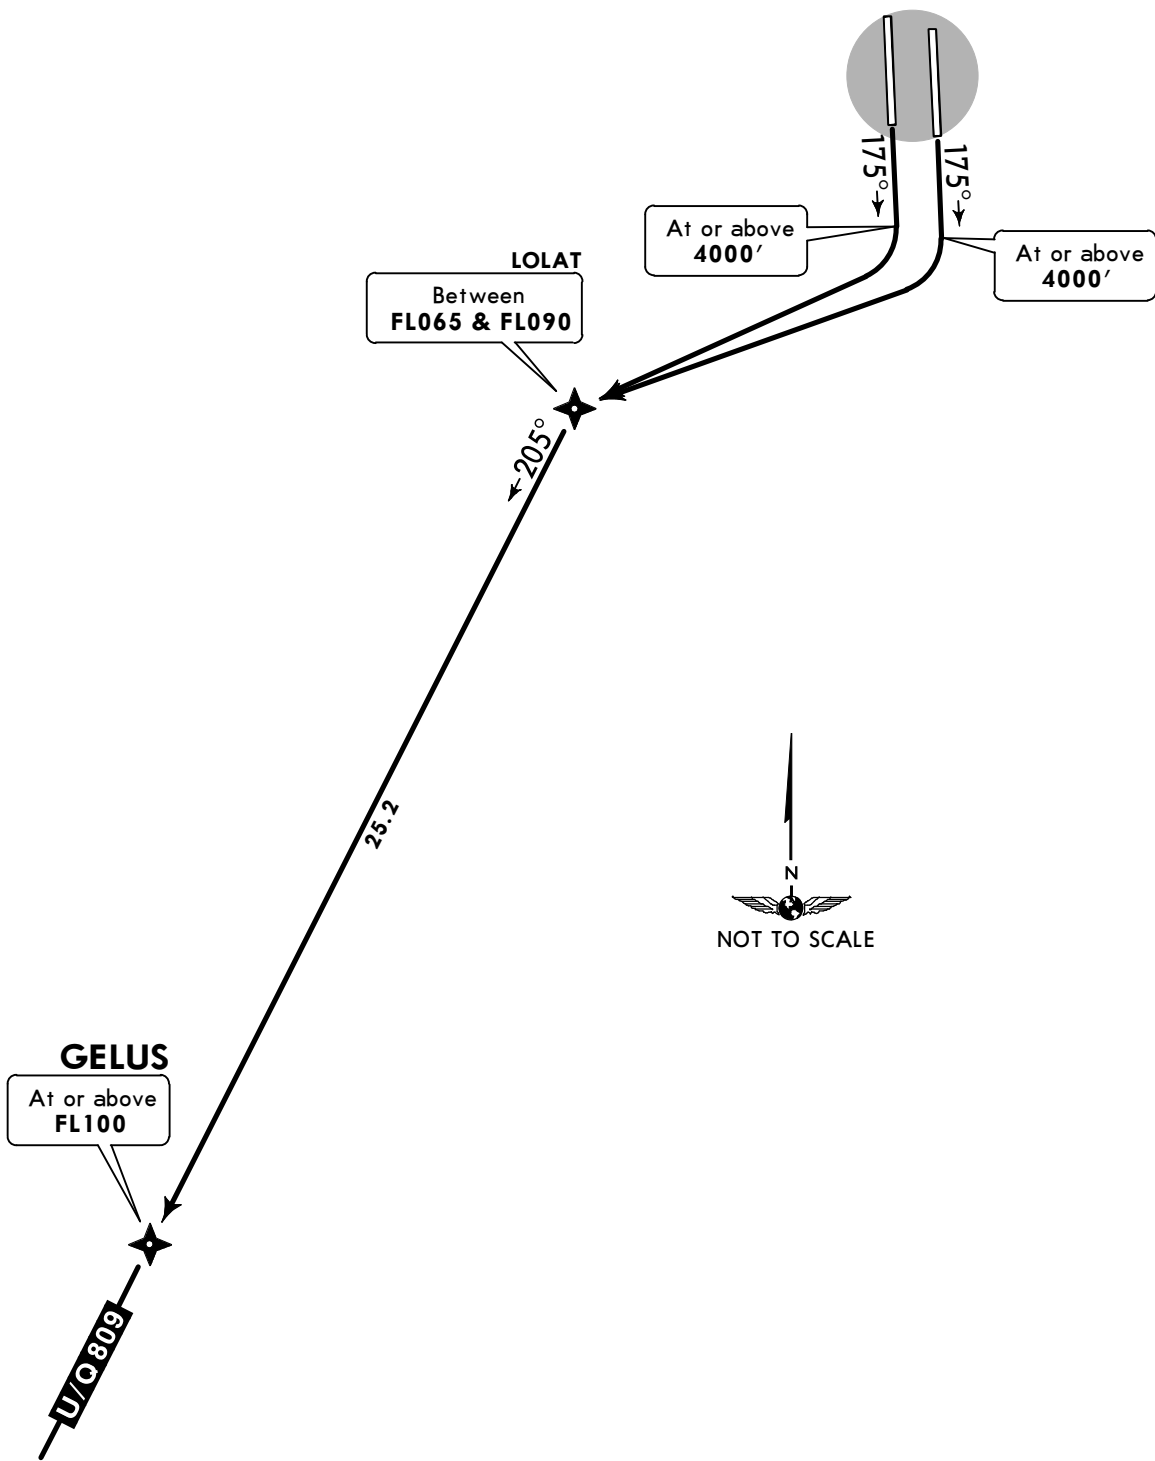 175°
175°
At or above
4000′
At or above
4000′
LOLAT
Between
FL065 & FL090
205°
25.2
N
NOT TO SCALE
GELUS
At or above
FL100
U/Q 809